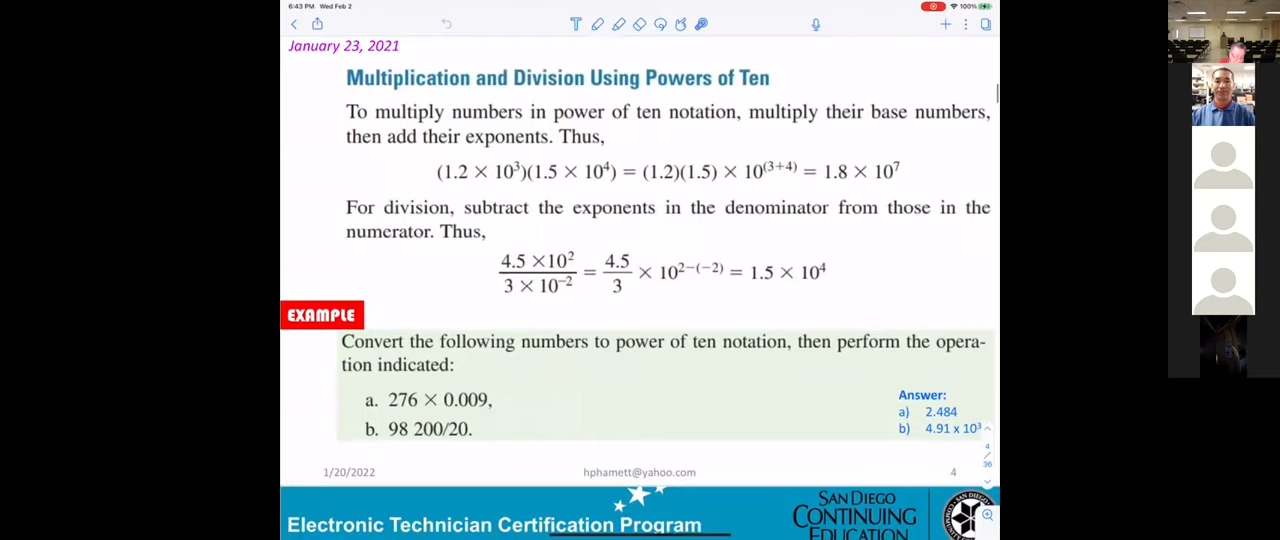 6:43 PM Wed Feb 2
100%
January 23, 2021
Multiplication and Division Using Powers of Ten
To multiply numbers in power of ten notation, multiply their base numbers,
then add their exponents. Thus,
(1.2 × 10³)(1.5 × 10⁴) = (1.2)(1.5) × 10⁽³⁺⁴⁾ = 1.8 × 10⁷
For division, subtract the exponents in the denominator from those in the
numerator. Thus,
4.5 ×10² / 3 × 10⁻² = 4.5 / 3 × 10²⁻⁽⁻²⁾ = 1.5 × 10⁴
EXAMPLE
Convert the following numbers to power of ten notation, then perform the opera-
tion indicated:
a. 276 × 0.009,
b. 98 200/20.
Answer:
a) 2.484
b) 4.91 x 10³
4
/
36
1/20/2022 hphamett@yahoo.com 4
Electronic Technician Certification Program
SAN DIEGO
CONTINUING
EDUCATION